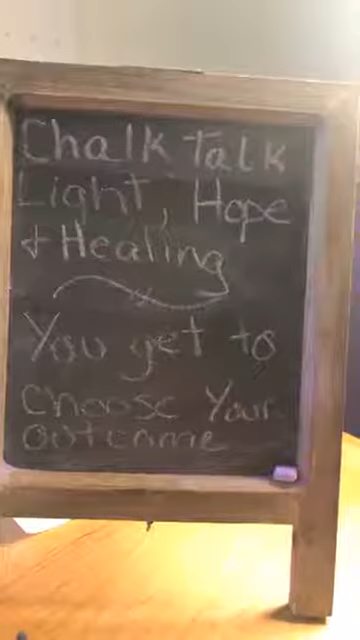 Chalk Talk
Light, Hope
& Healing
You get to
Choose Your
outcome